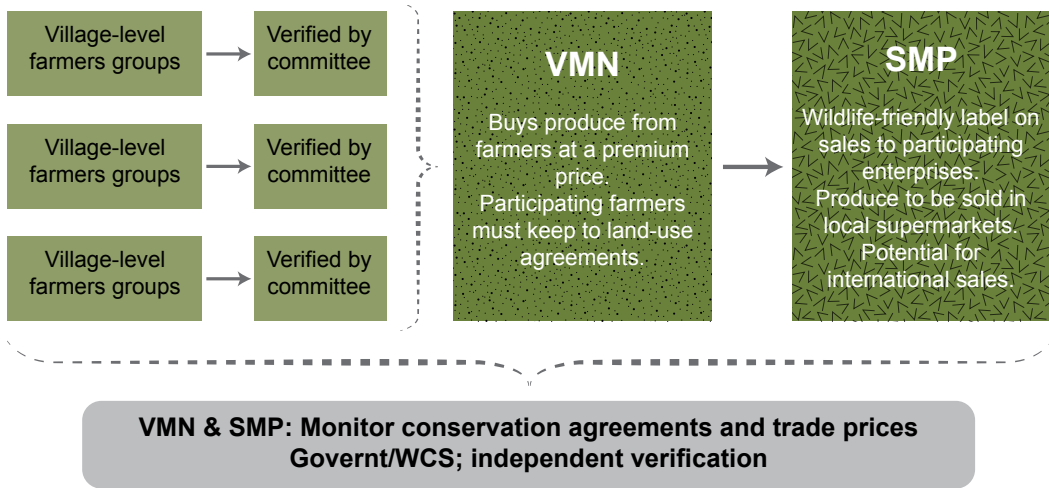 Village-level
farmers groups
Verified by
committee
Village-level
farmers groups
Verified by
committee
Village-level
farmers groups
Verified by
committee
VMN
Buys produce from
farmers at a premium
price.
Participating farmers
must keep to land-use
agreements.
SMP
Wildlife-friendly label on
sales to participating
enterprises.
Produce to be sold in
local supermarkets.
Potential for
international sales.
VMN & SMP: Monitor conservation agreements and trade prices
Governt/WCS; independent verification